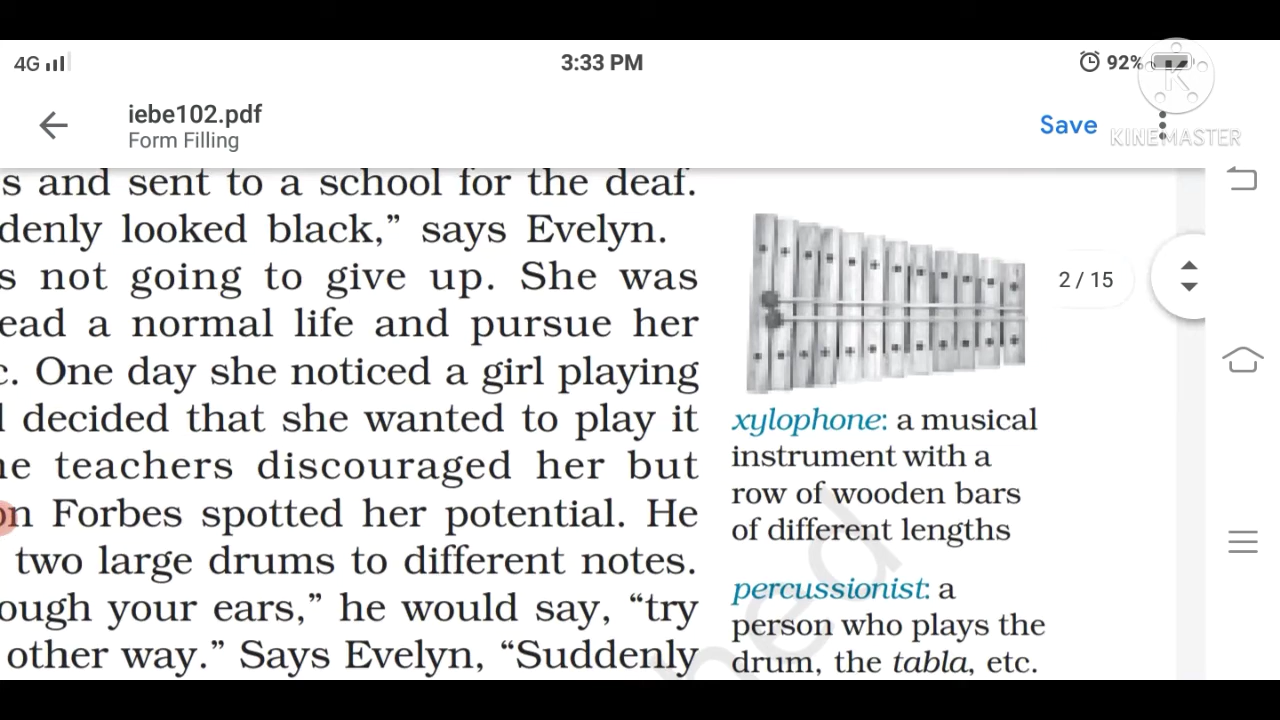 4G
3:33 PM
92%
iebe102.pdf
Form Filling
Save
KINEMASTER
s and sent to a school for the deaf.
denly looked black,” says Evelyn.
s not going to give up. She was
ead a normal life and pursue her
c. One day she noticed a girl playing
l decided that she wanted to play it
ne teachers discouraged her but
on Forbes spotted her potential. He
two large drums to different notes.
ough your ears,” he would say, “try
other way.” Says Evelyn, “Suddenly
2 / 15
xylophone: a musical
instrument with a
row of wooden bars
of different lengths
percussionist: a
person who plays the
drum, the tabla, etc.